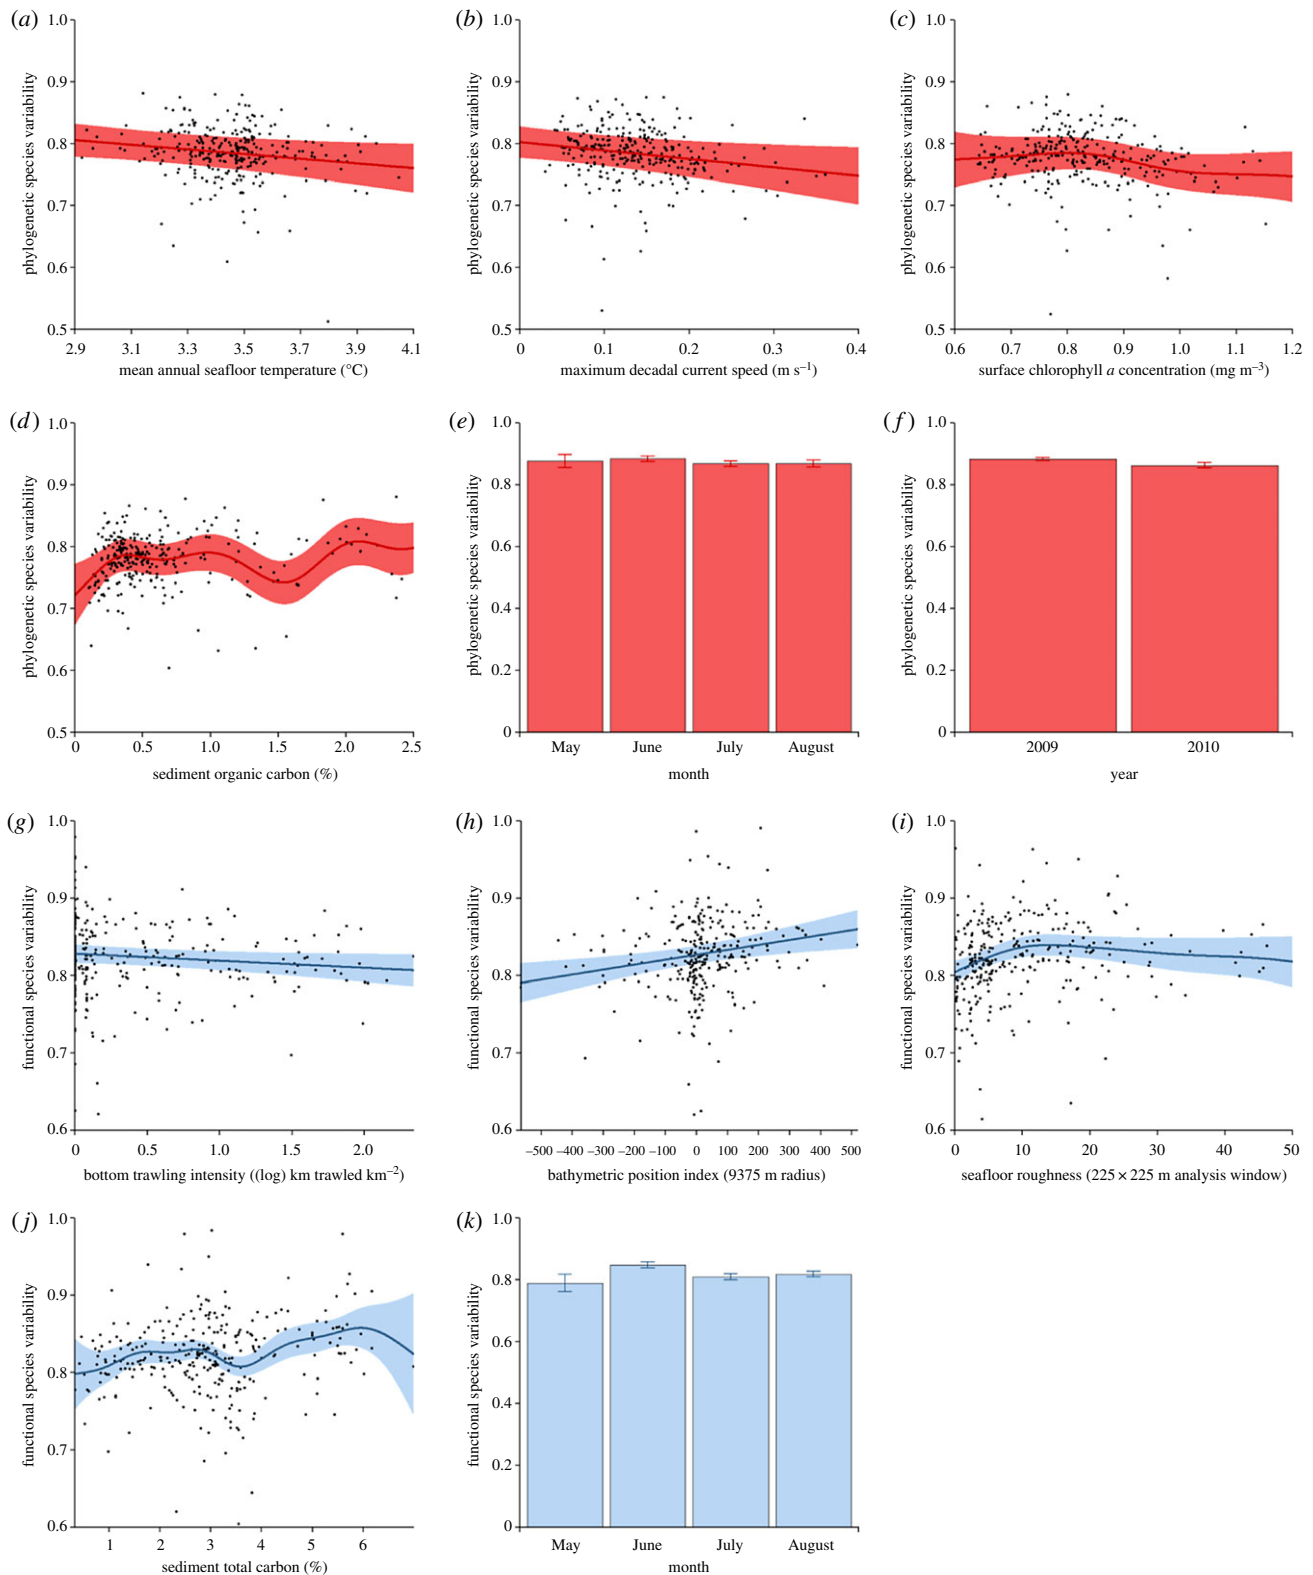 (a)
1.0
0.9
0.8
0.7
0.6
0.5
phylogenetic species variability
2.9 3.1 3.3 3.5 3.7 3.9 4.1
mean annual seafloor temperature (°C)
(b)
1.0
0.9
0.8
0.7
0.6
0.5
phylogenetic species variability
0 0.1 0.2 0.3 0.4
maximum decadal current speed (m s⁻¹)
(c)
1.0
0.9
0.8
0.7
0.6
0.5
phylogenetic species variability
0.6 0.7 0.8 0.9 1.0 1.1 1.2
surface chlorophyll a concentration (mg m⁻³)
(d)
1.0
0.9
0.8
0.7
0.6
0.5
phylogenetic species variability
0 0.5 1.0 1.5 2.0 2.5
sediment organic carbon (%)
(e)
1.0
0.8
0.6
0.4
0.2
0
phylogenetic species variability
May June July August
month
(f)
1.0
0.8
0.6
0.4
0.2
0
phylogenetic species variability
2009 2010
year
(g)
1.0
0.9
0.8
0.7
0.6
functional species variability
0 0.5 1.0 1.5 2.0
bottom trawling intensity ((log) km trawled km⁻²)
(h)
1.0
0.9
0.8
0.7
0.6
functional species variability
–500 –400 –300 –200 –100 0 100 200 300 400 500
bathymetric position index (9375 m radius)
(i)
1.0
0.9
0.8
0.7
0.6
functional species variability
0 10 20 30 40 50
seafloor roughness (225 × 225 m analysis window)
(j)
1.0
0.9
0.8
0.7
0.6
functional species variability
1 2 3 4 5 6
sediment total carbon (%)
(k)
1.0
0.8
0.6
0.4
0.2
0
functional species variability
May June July August
month